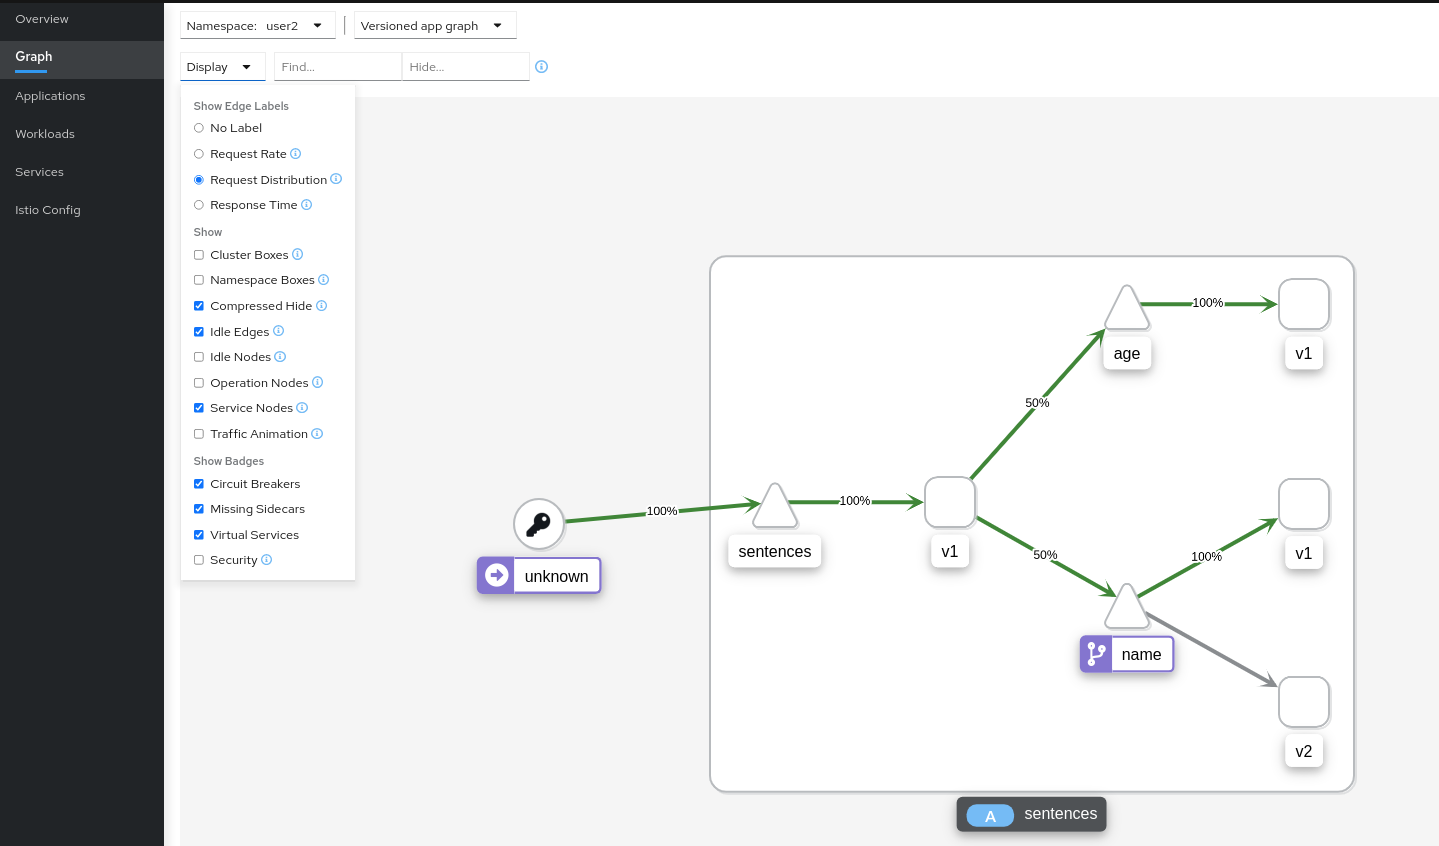 Overview
Graph
Applications
Workloads
Services
Istio Config
Namespace: user2
Versioned app graph
Display
Find...
Hide...
Show Edge Labels
No Label
Request Rate
Request Distribution
Response Time
Show
Cluster Boxes
Namespace Boxes
Compressed Hide
Idle Edges
Idle Nodes
Operation Nodes
Service Nodes
Traffic Animation
Show Badges
Circuit Breakers
Missing Sidecars
Virtual Services
Security
100%
age
v1
50%
100%
100%
sentences
v1
50%
100%
v1
unknown
name
v2
A sentences